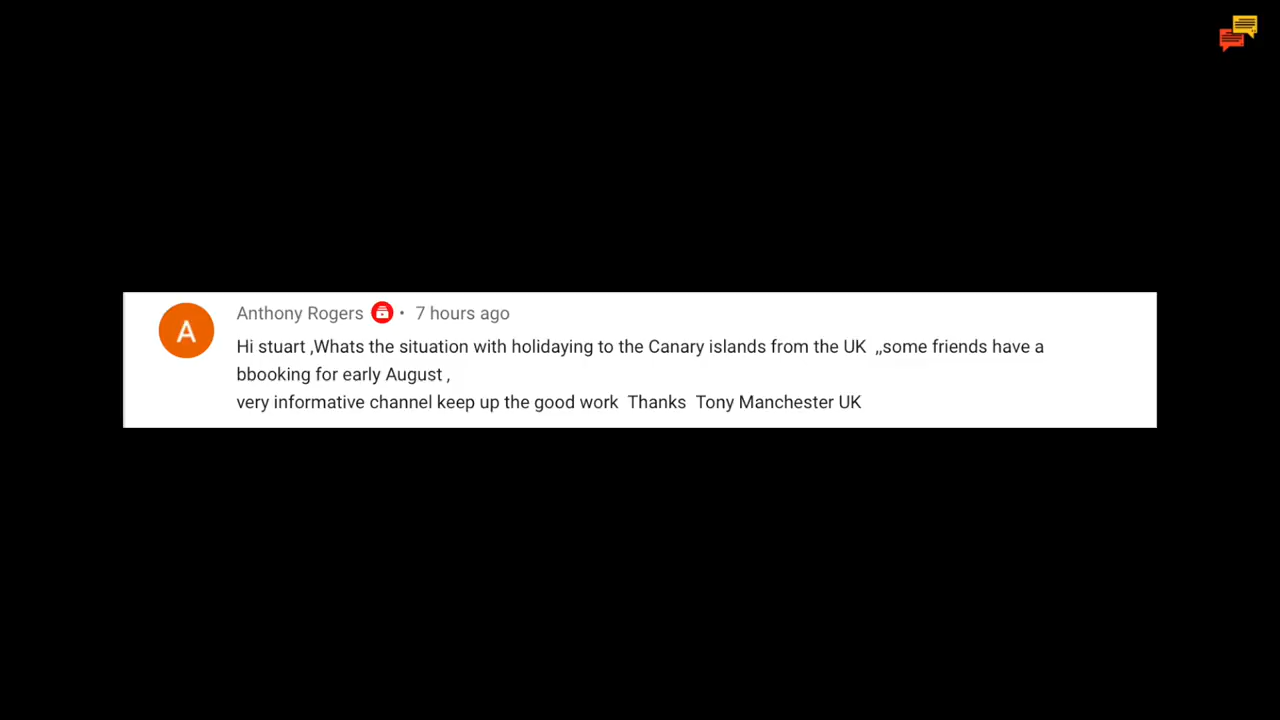 Anthony Rogers • 7 hours ago
Hi stuart ,Whats the situation with holidaying to the Canary islands from the UK ,,some friends have a
bbooking for early August ,
very informative channel keep up the good work Thanks Tony Manchester UK
A